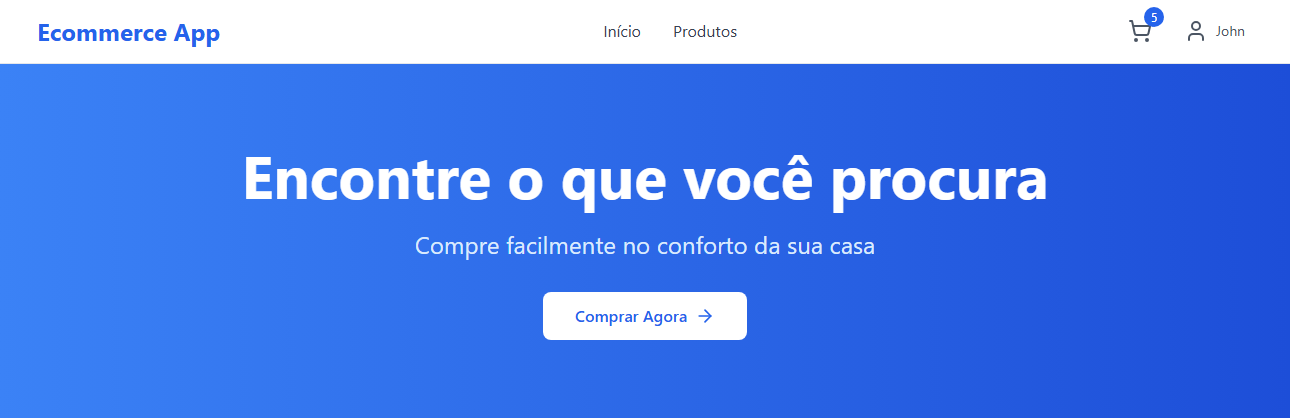 Ecommerce App
Início
Produtos
5
John
Encontre o que você procura
Compre facilmente no conforto da sua casa
Comprar Agora